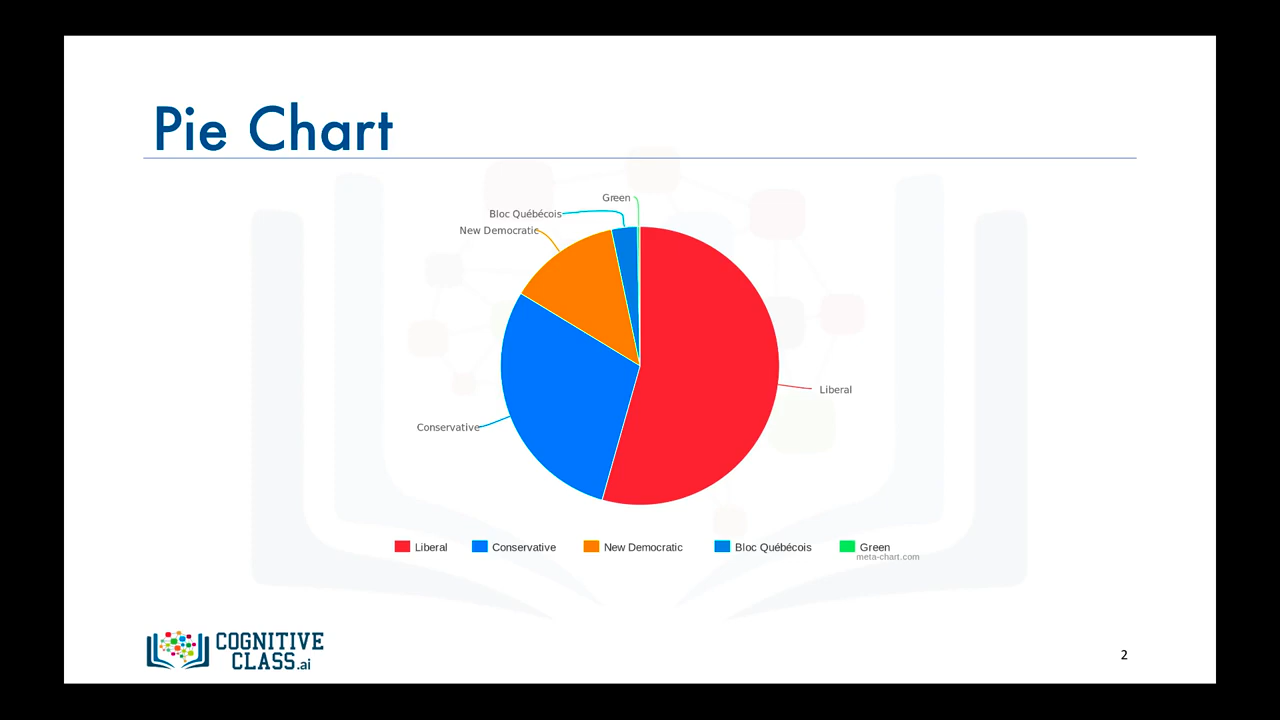 Pie Chart
Green
Bloc Québécois
New Democratic
Liberal
Conservative
Liberal Conservative New Democratic Bloc Québécois Green
meta-chart.com
COGNITIVE
CLASS.ai
2